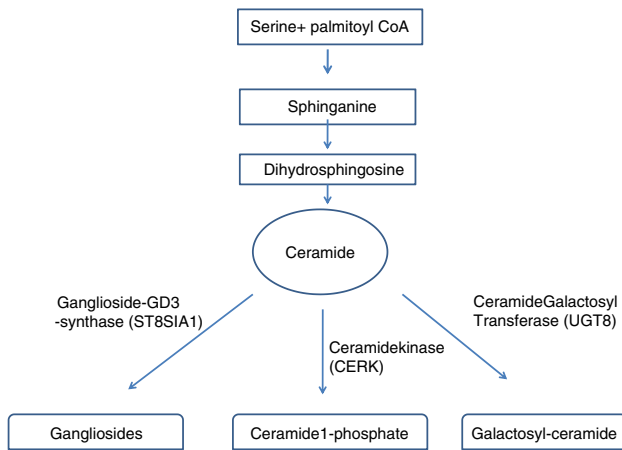 Serine+ palmitoyl CoA
Sphinganine
Dihydrosphingosine
Ceramide
Ganglioside-GD3
-synthase (ST8SIA1)
Ceramidekinase
(CERK)
CeramideGalactosyl
Transferase (UGT8)
Gangliosides
Ceramide1-phosphate
Galactosyl-ceramide